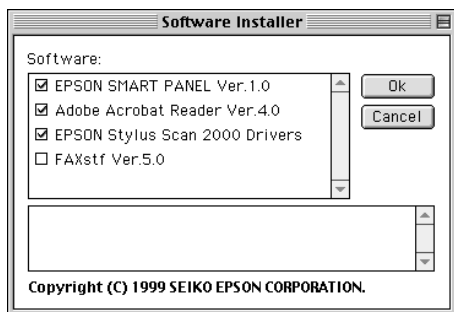 Software Installer
Software:
EPSON SMART PANEL Ver.1.0
Adobe Acrobat Reader Ver.4.0
EPSON Stylus Scan 2000 Drivers
FAXstf Ver.5.0
Ok
Cancel
Copyright (C) 1999 SEIKO EPSON CORPORATION.